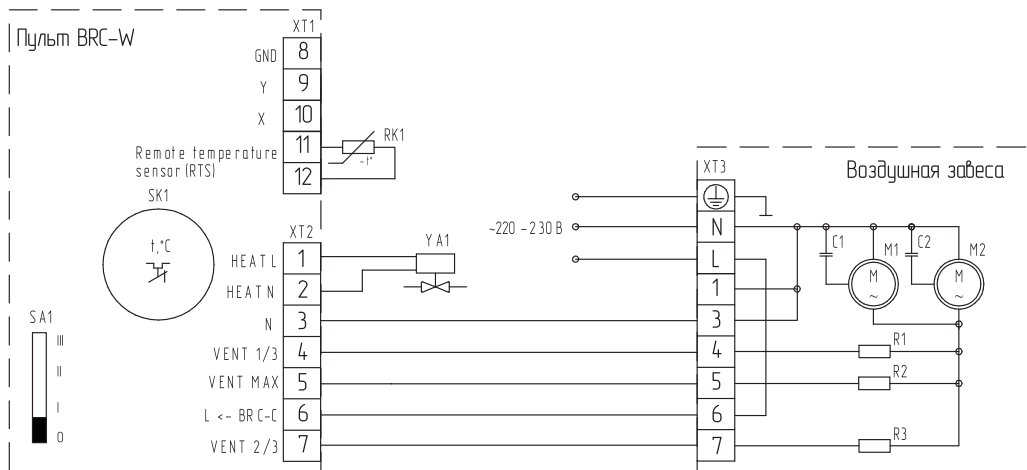 Пульт BRC-W
XT1
GND 8
Y 9
X 10
Remote temperature
sensor (RTS)
11
12
RK1
-t°
SK1
t,°C
SA1
III
II
I
0
XT2
HEAT L 1
HEAT N 2
N 3
VENT 1/3 4
VENT MAX 5
L <- BRC-C 6
VENT 2/3 7
YA1
~220-230В
Воздушная завеса
XT3
N
L
1
3
4
5
6
7
C1
M1
M
~
C2
M2
M
~
R1
R2
R3